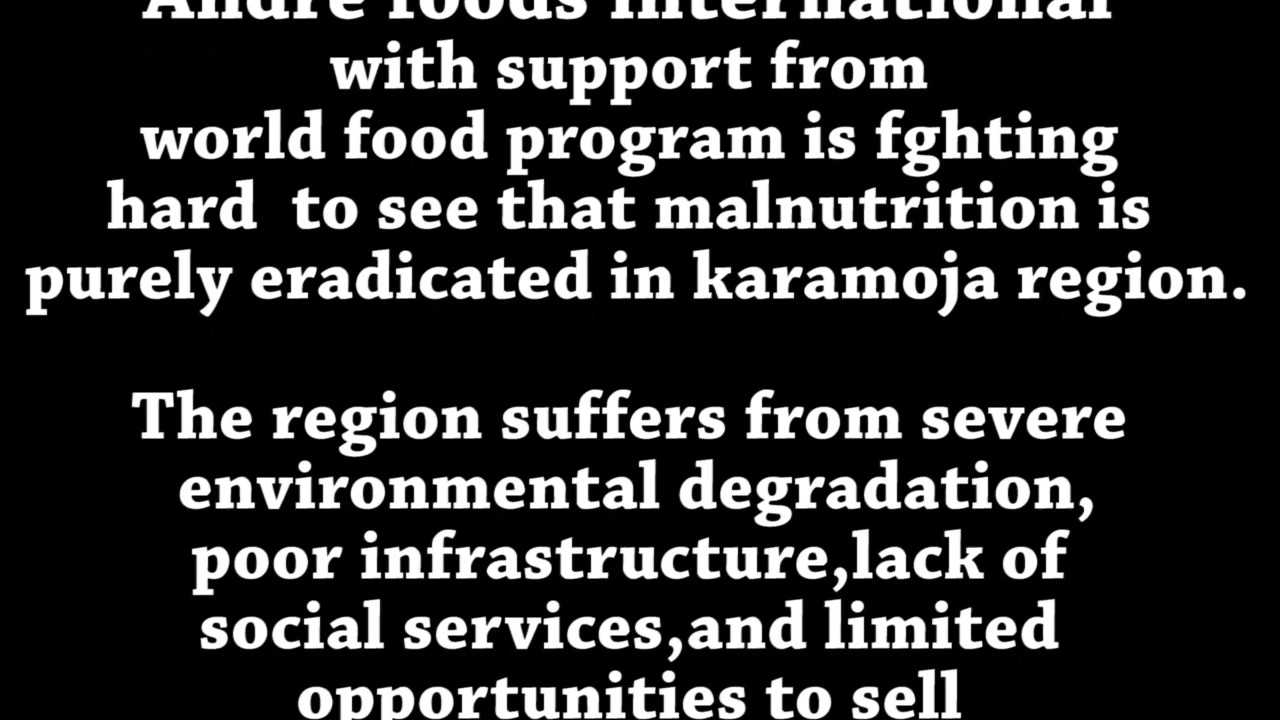 Andre foods international
with support from
world food program is fghting
hard  to see that malnutrition is
purely eradicated in karamoja region.
The region suffers from severe
environmental degradation,
poor infrastructure,lack of
social services,and limited
opportunities to sell